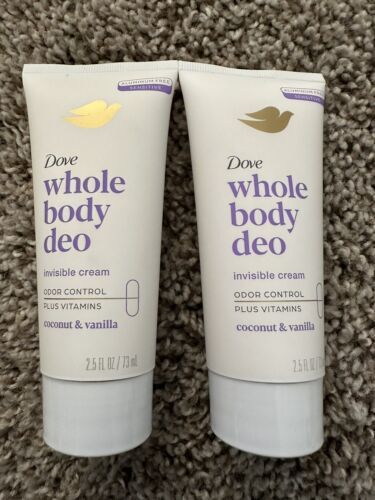 ALUMINUM FREE
SENSITIVE
Dove
whole
body
deo
invisible cream
ODOR CONTROL
PLUS VITAMINS
coconut & vanilla
2.5 FL OZ / 73 mL
ALUMINUM FREE
SENSITIVE
Dove
whole
body
deo
invisible cream
ODOR CONTROL
PLUS VITAMINS
coconut & vanilla
2.5 FL OZ /